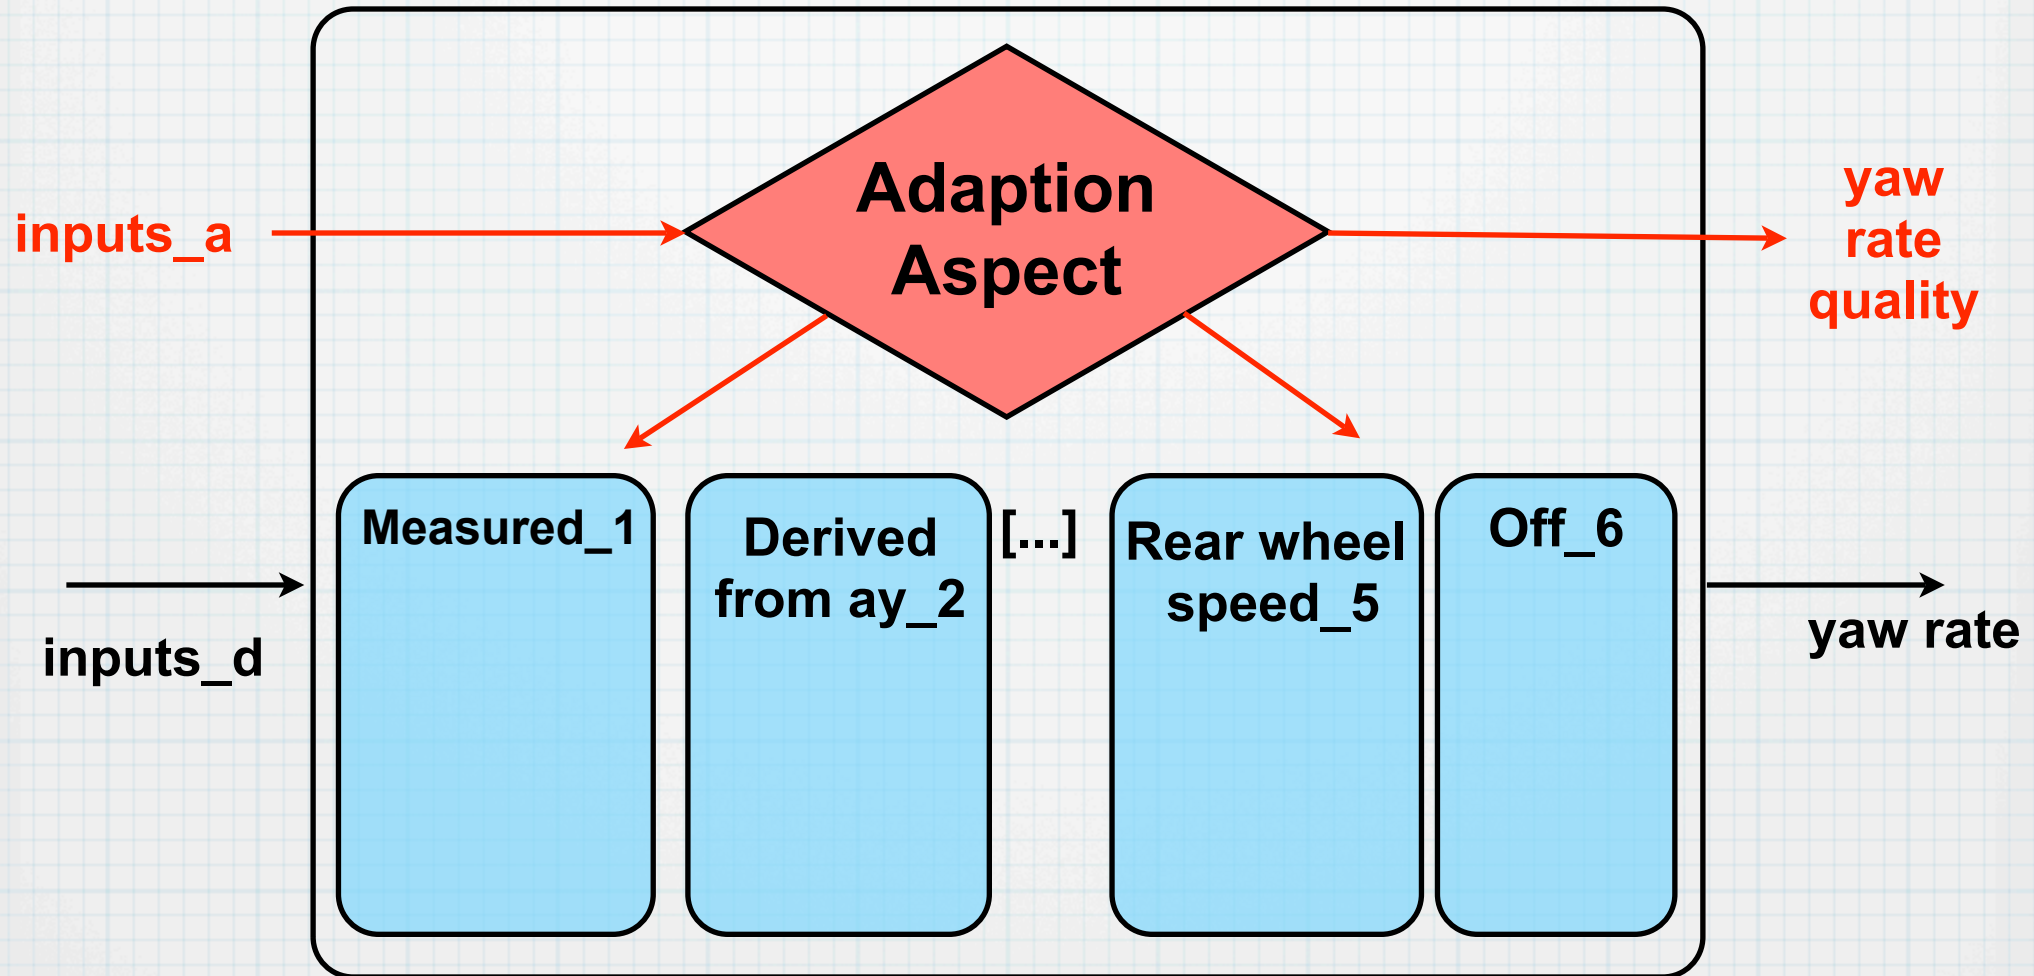 Adaption
Aspect
inputs_a
yaw
rate
quality
Measured_1
Derived
from ay_2
[...]
Rear wheel
speed_5
Off_6
inputs_d
yaw rate